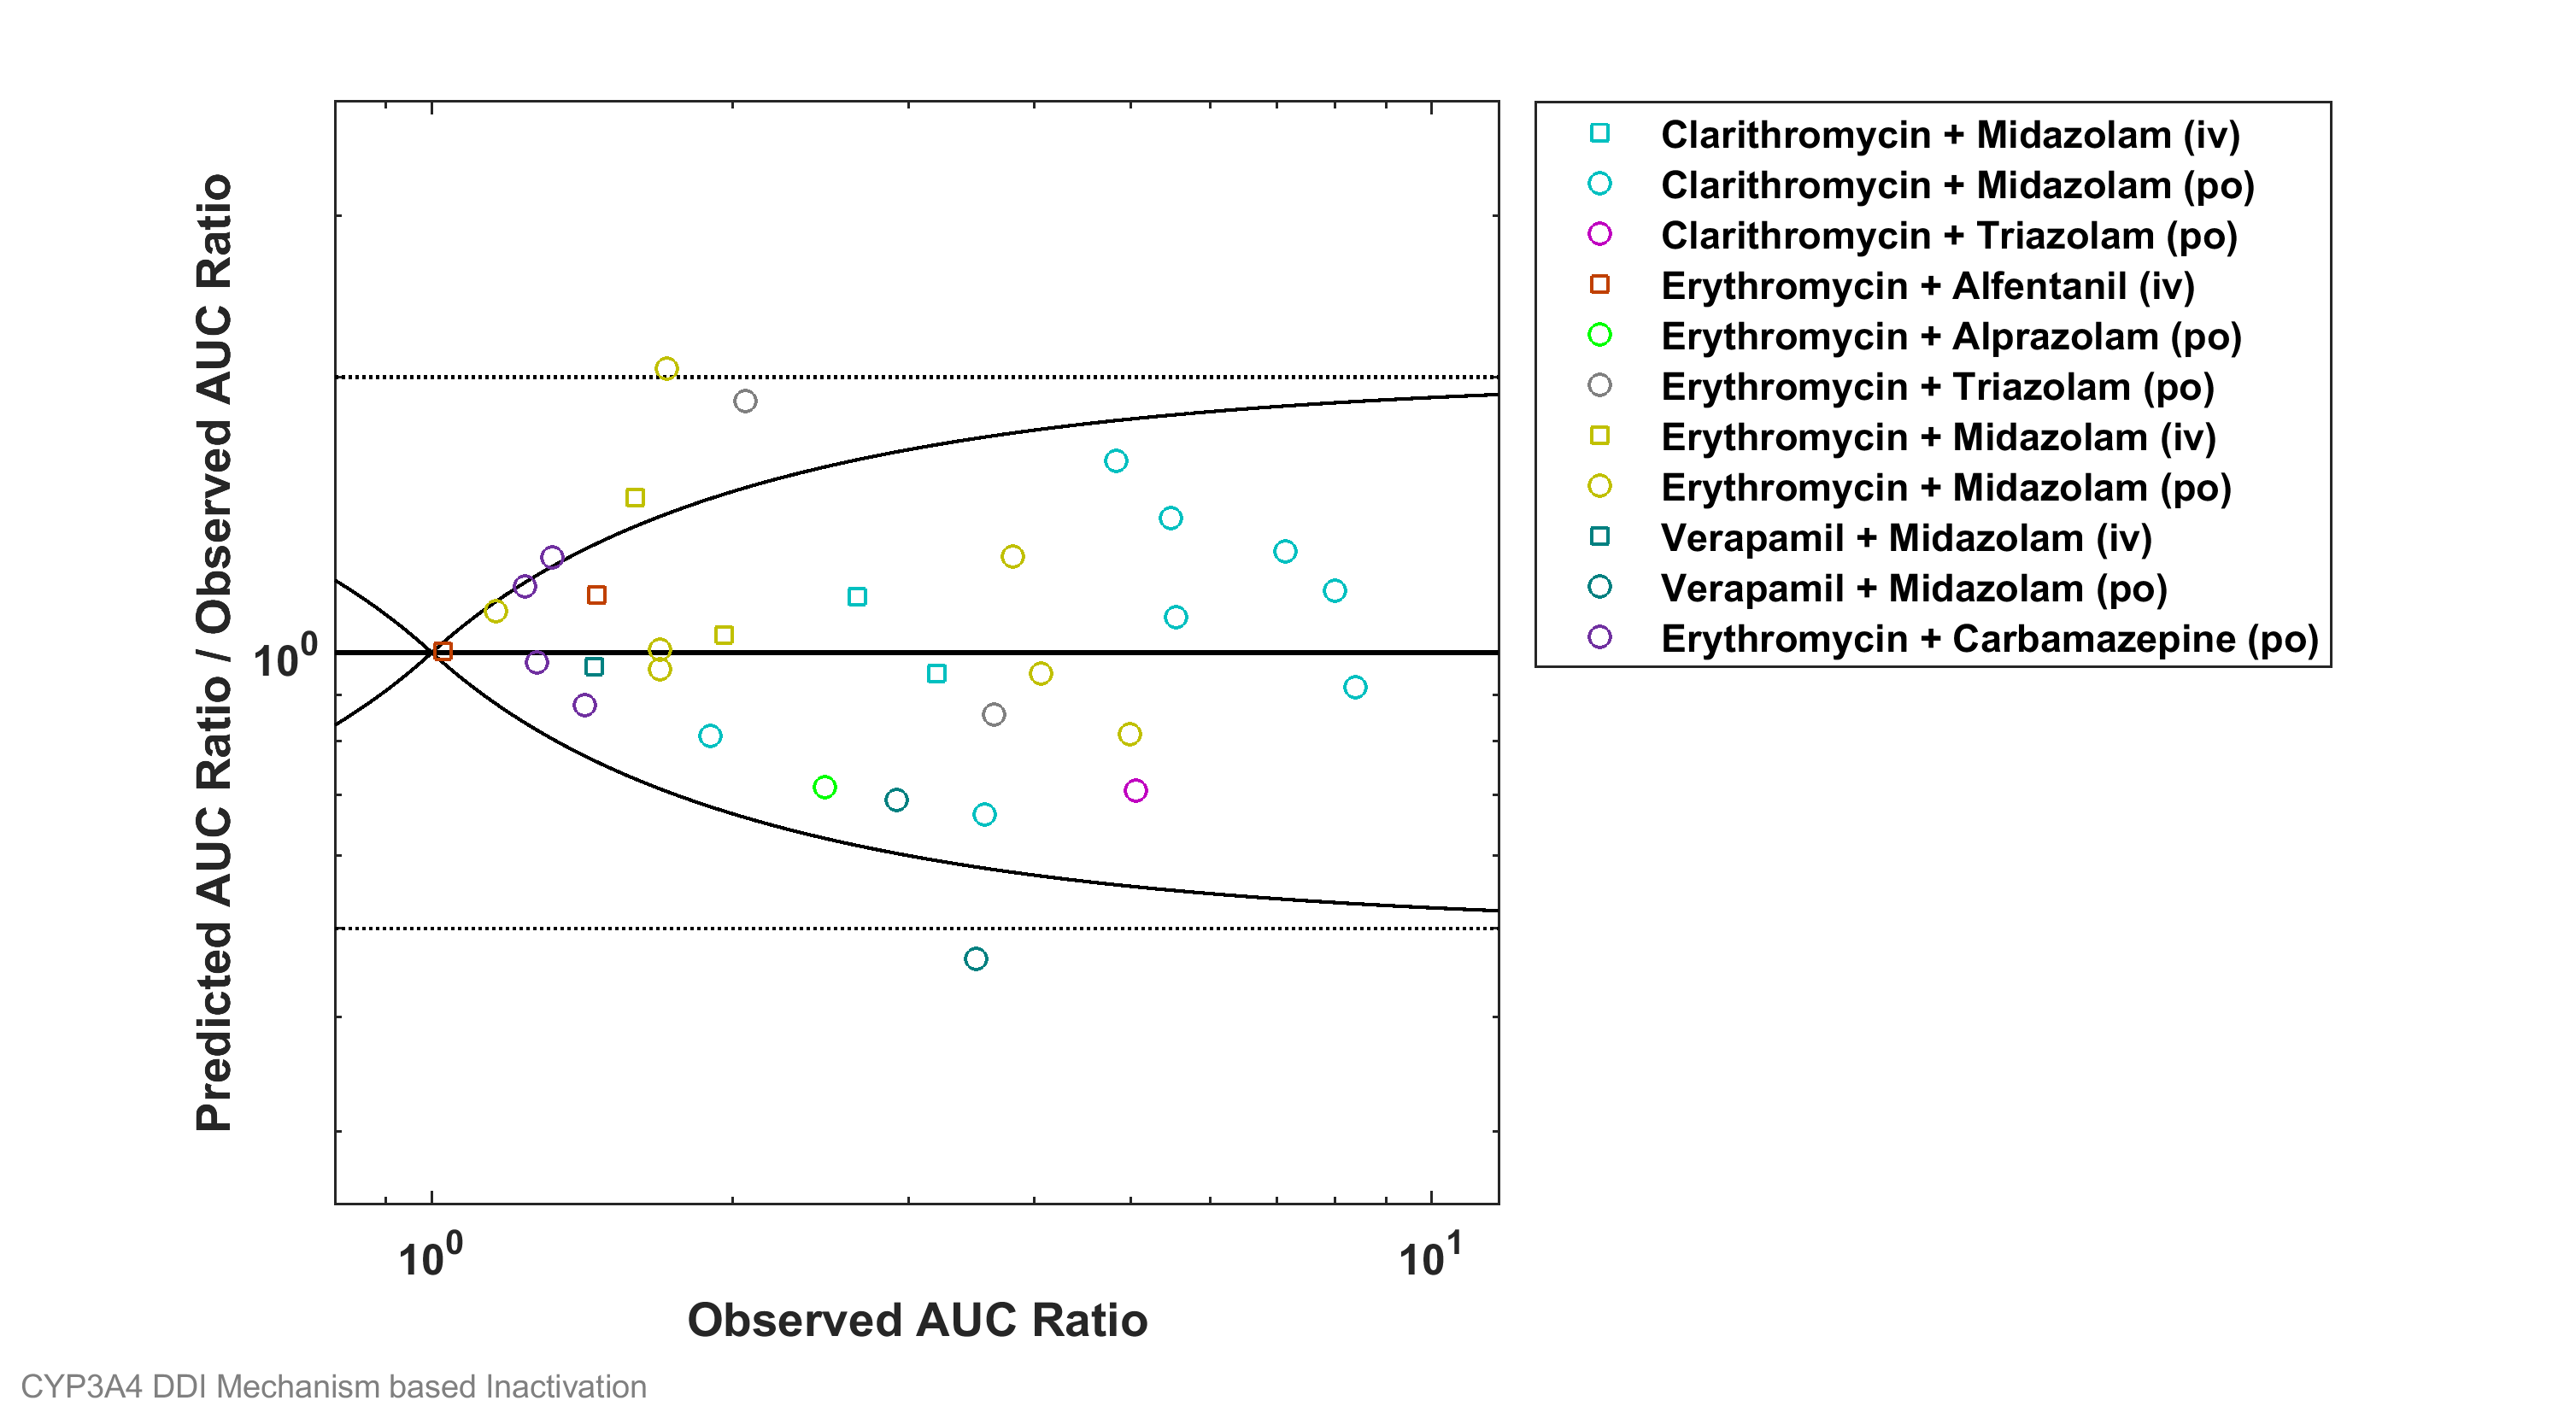 Predicted AUC Ratio / Observed AUC Ratio
10^0
10^0
10^1
Observed AUC Ratio
Clarithromycin + Midazolam (iv)
Clarithromycin + Midazolam (po)
Clarithromycin + Triazolam (po)
Erythromycin + Alfentanil (iv)
Erythromycin + Alprazolam (po)
Erythromycin + Triazolam (po)
Erythromycin + Midazolam (iv)
Erythromycin + Midazolam (po)
Verapamil + Midazolam (iv)
Verapamil + Midazolam (po)
Erythromycin + Carbamazepine (po)
CYP3A4 DDI Mechanism based Inactivation